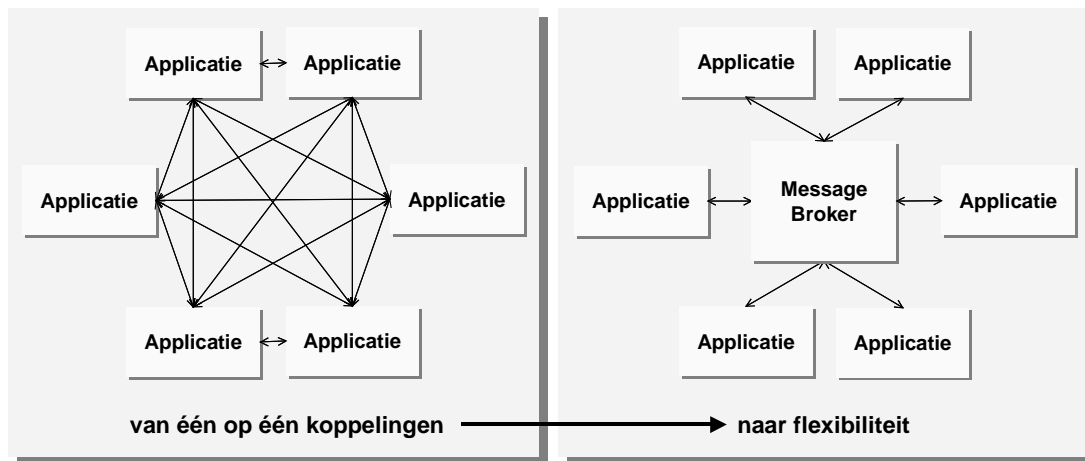 Applicatie
Applicatie
Applicatie
Applicatie
Applicatie
Applicatie
van één op één koppelingen
Applicatie
Applicatie
Applicatie
Message
Broker
Applicatie
Applicatie
Applicatie
naar flexibiliteit